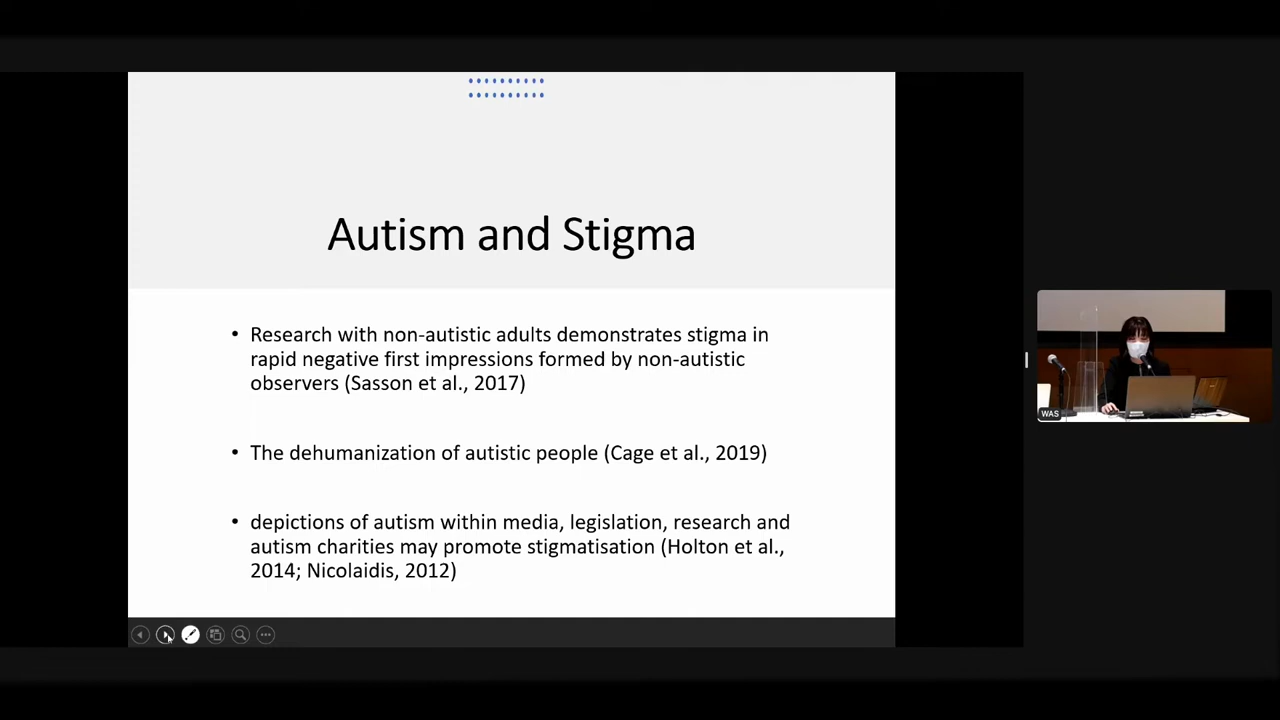 Autism and Stigma
• Research with non-autistic adults demonstrates stigma in
rapid negative first impressions formed by non-autistic
observers (Sasson et al., 2017)
• The dehumanization of autistic people (Cage et al., 2019)
• depictions of autism within media, legislation, research and
autism charities may promote stigmatisation (Holton et al.,
2014; Nicolaidis, 2012)
WAS